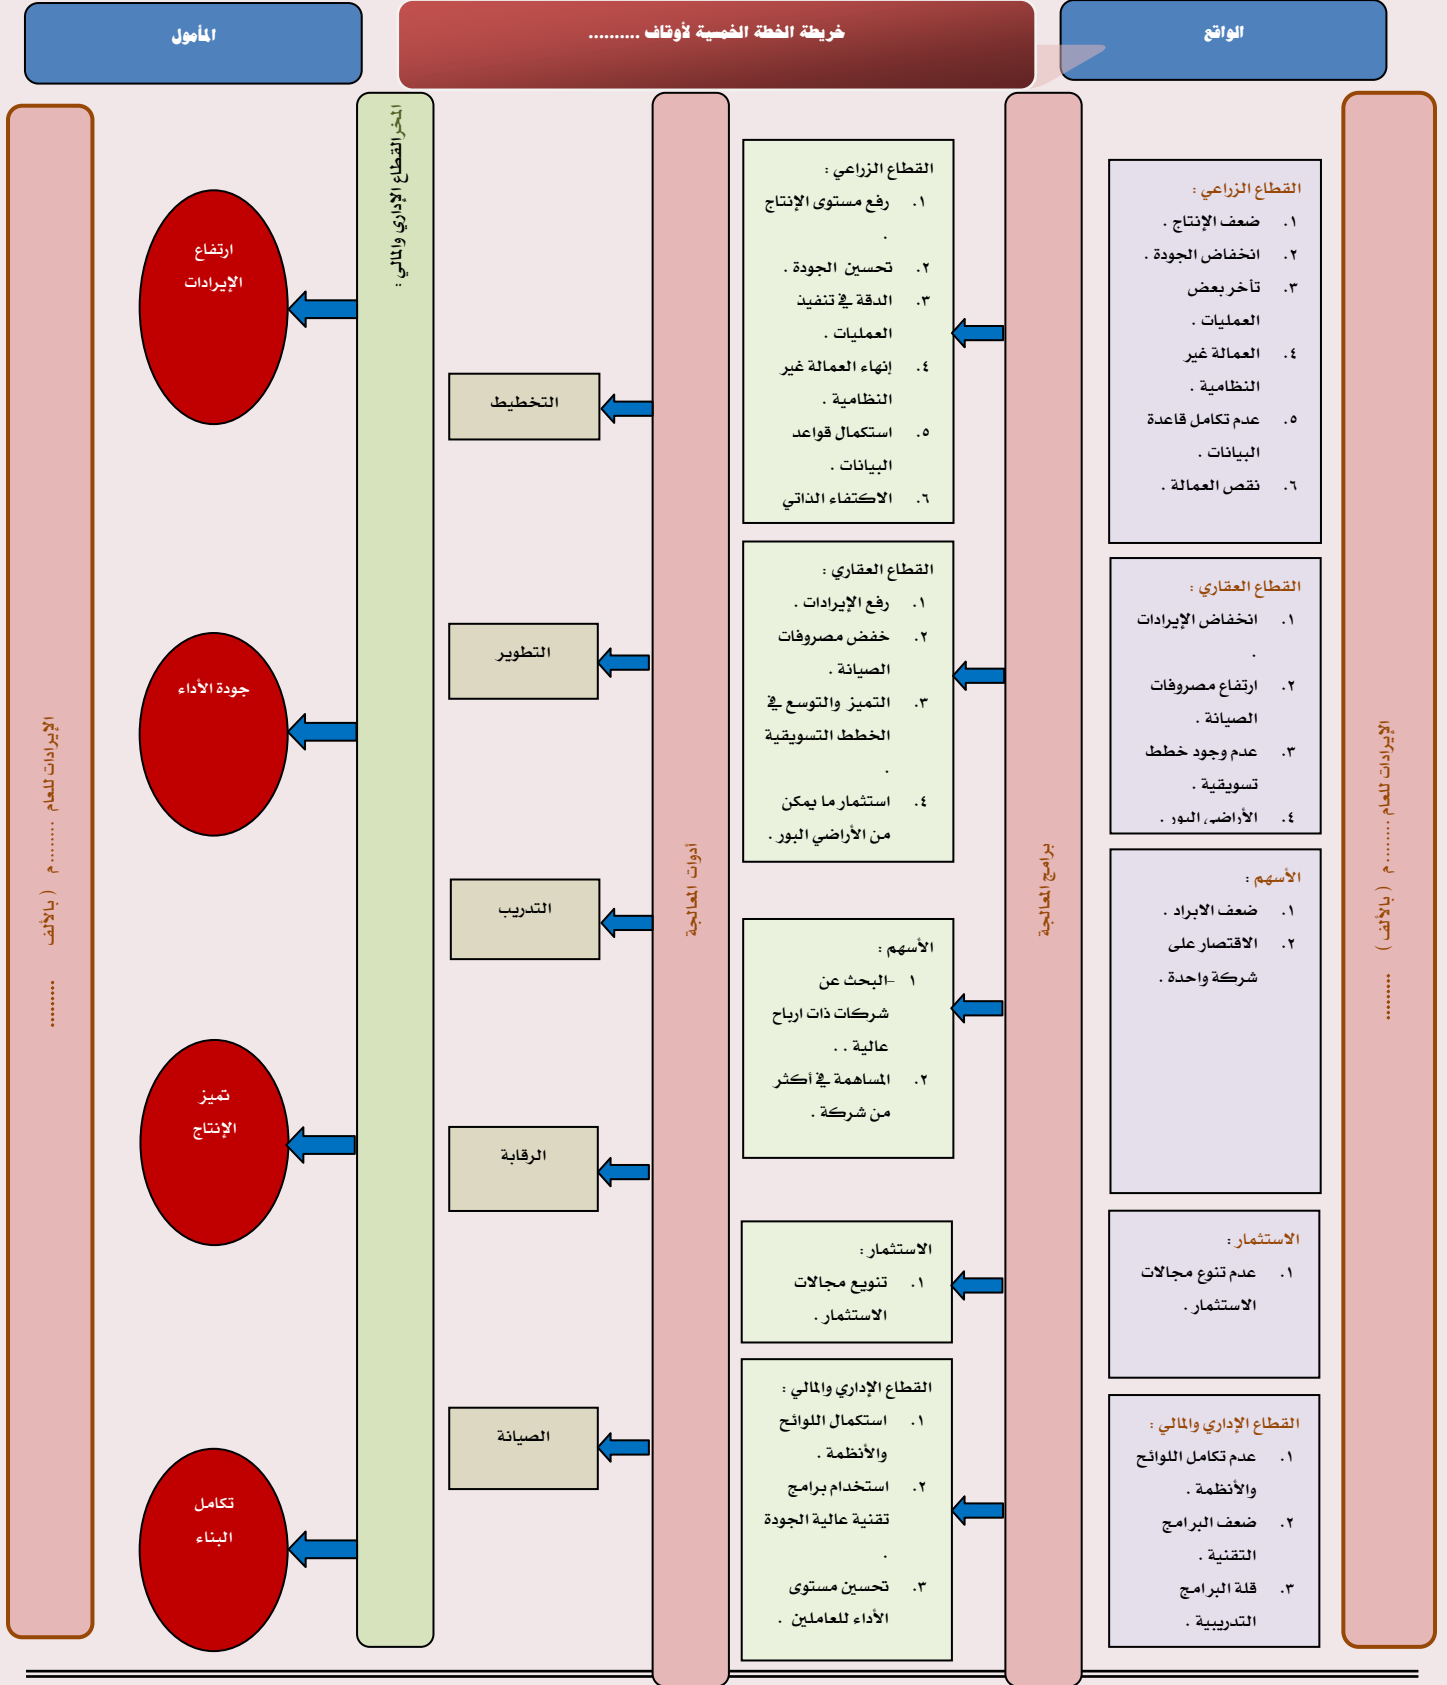 الواقع
خريطة الخطة الخمسية لأوقاف ..........
المأمول
الإيرادات للعام ........ م ( بالألف ) .........
القطاع الزراعي :
١. ضعف الإنتاج .
٢. انخفاض الجودة .
٣. تأخر بعض
العمليات .
٤. العمالة غير
النظامية .
٥. عدم تكامل قاعدة
البيانات .
٦. نقص العمالة .
القطاع العقاري :
١. انخفاض الإيرادات
.
٢. ارتفاع مصروفات
الصيانة .
٣. عدم وجود خطط
تسويقية .
٤. الأراضي البور .
الأسهم :
١. ضعف الايراد .
٢. الاقتصار على
شركة واحدة .
الاستثمار :
١. عدم تنوع مجالات
الاستثمار .
القطاع الإداري والمالي :
١. عدم تكامل اللوائح
والأنظمة .
٢. ضعف البرامج
التقنية .
٣. قلة البرامج
التدريبية .
برامج المعالجة
القطاع الزراعي :
١. رفع مستوى الإنتاج
.
٢. تحسين الجودة .
٣. الدقة في تنفيذ
العمليات .
٤. إنهاء العمالة غير
النظامية .
٥. استكمال قواعد
البيانات .
٦. الاكتفاء الذاتي
القطاع العقاري :
١. رفع الإيرادات .
٢. خفض مصروفات
الصيانة .
٣. التميز والتوسع في
الخطط التسويقية
.
٤. استثمار ما يمكن
من الأراضي البور .
الأسهم :
١ -البحث عن
شركات ذات ارباح
عالية . .
٢. المساهمة في أكثر
من شركة .
الاستثمار :
١. تنويع مجالات
الاستثمار .
القطاع الإداري والمالي :
١. استكمال اللوائح
والأنظمة .
٢. استخدام برامج
تقنية عالية الجودة
.
٣. تحسين مستوى
الأداء للعاملين .
أدوات المعالجة
التخطيط
التطوير
التدريب
الرقابة
الصيانة
القطاع الإداري والمالي :
ارتفاع
الإيرادات
جودة الأداء
تميز
الإنتاج
تكامل
البناء
الإيرادات للعام ........ م ( بالألف .........